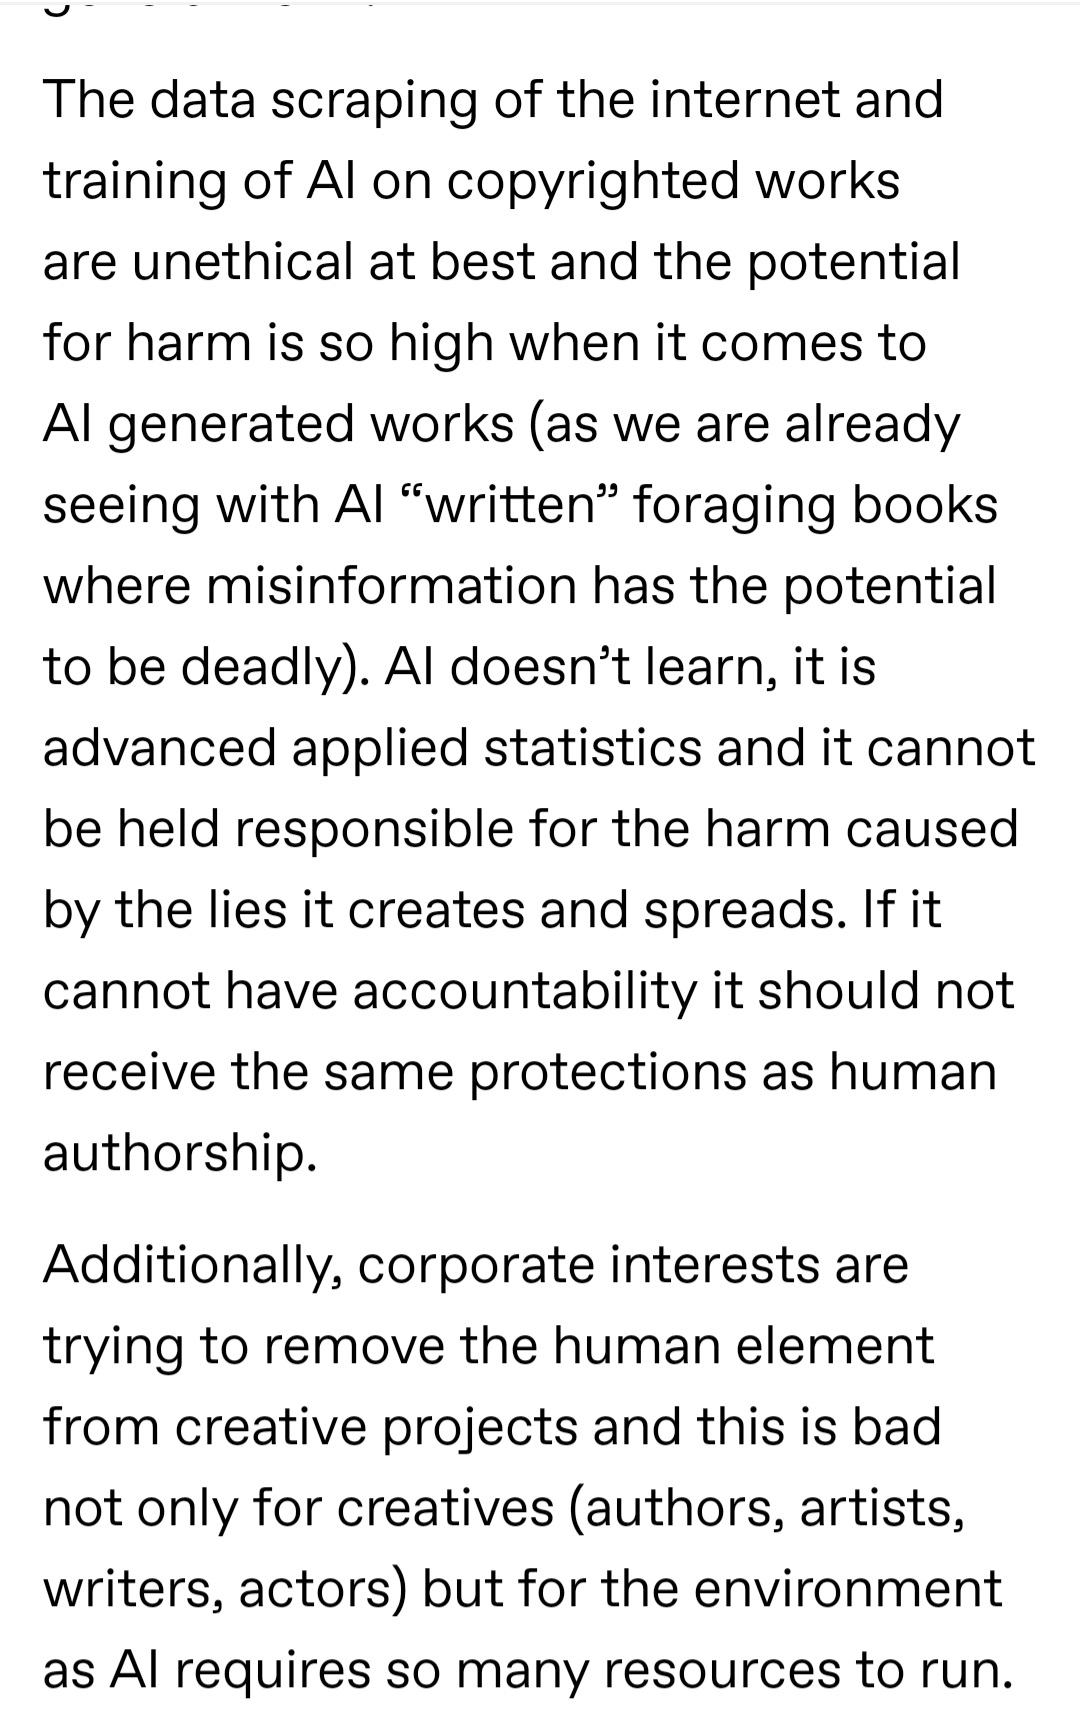 The data scraping of the internet and
training of AI on copyrighted works
are unethical at best and the potential
for harm is so high when it comes to
AI generated works (as we are already
seeing with AI “written” foraging books
where misinformation has the potential
to be deadly). AI doesn’t learn, it is
advanced applied statistics and it cannot
be held responsible for the harm caused
by the lies it creates and spreads. If it
cannot have accountability it should not
receive the same protections as human
authorship.
Additionally, corporate interests are
trying to remove the human element
from creative projects and this is bad
not only for creatives (authors, artists,
writers, actors) but for the environment
as AI requires so many resources to run.